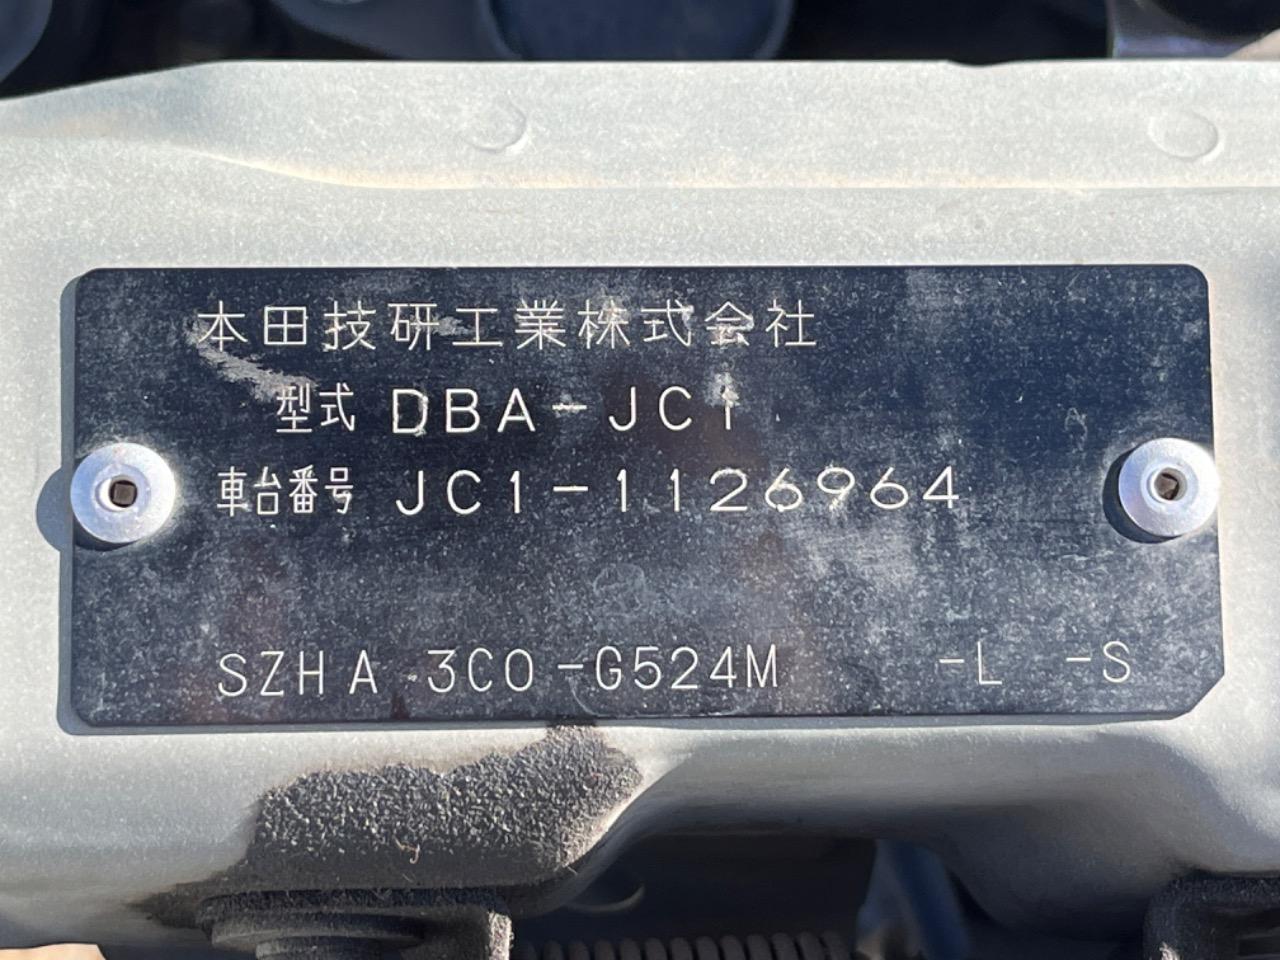 本田技研工業株式会社
型式 DBA-JC1
車台番号 JC1-1126964
SZHA 3C0-G524M -L -S